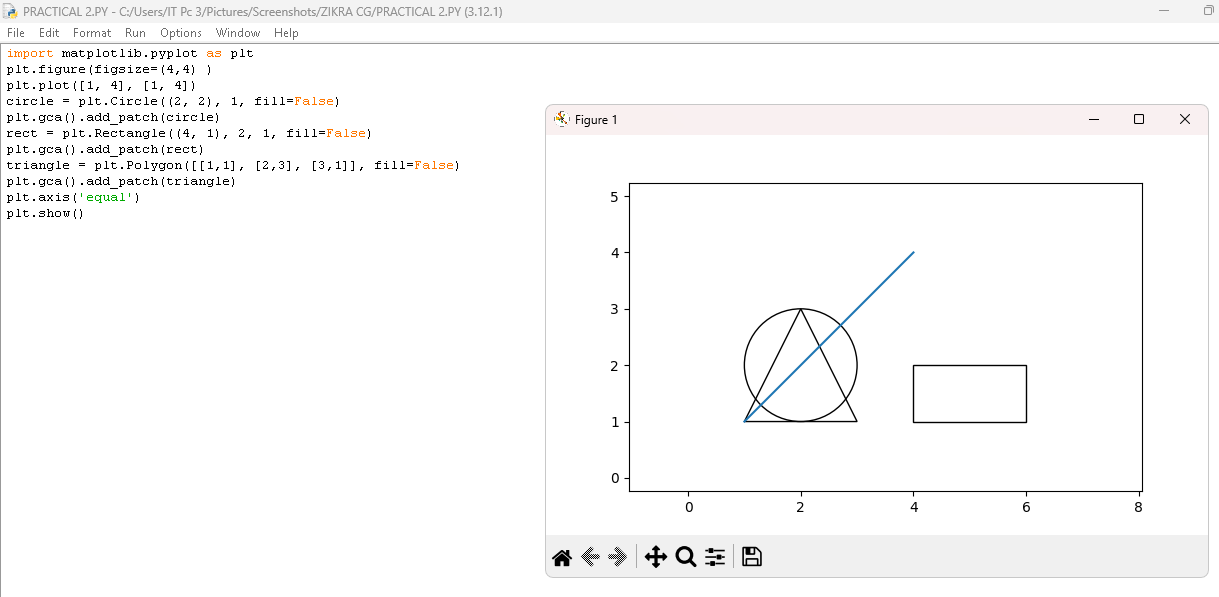 PRACTICAL 2.PY - C:/Users/IT Pc 3/Pictures/Screenshots/ZIKRA CG/PRACTICAL 2.PY (3.12.1)
File Edit Format Run Options Window Help
import matplotlib.pyplot as plt
plt.figure(figsize=(4,4) )
plt.plot([1, 4], [1, 4])
circle = plt.Circle((2, 2), 1, fill=False)
plt.gca().add_patch(circle)
rect = plt.Rectangle((4, 1), 2, 1, fill=False)
plt.gca().add_patch(rect)
triangle = plt.Polygon([[1,1], [2,3], [3,1]], fill=False)
plt.gca().add_patch(triangle)
plt.axis('equal')
plt.show()
Figure 1
5
4
3
2
1
0
0 2 4 6 8